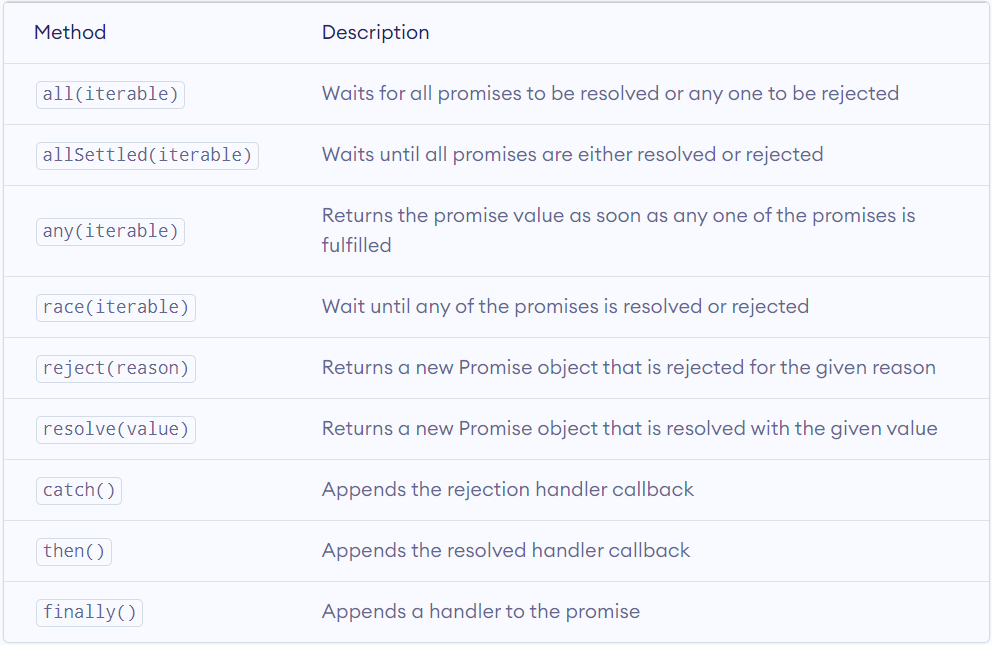 Method Description
all(iterable) Waits for all promises to be resolved or any one to be rejected
allSettled(iterable) Waits until all promises are either resolved or rejected
any(iterable) Returns the promise value as soon as any one of the promises is
fulfilled
race(iterable) Wait until any of the promises is resolved or rejected
reject(reason) Returns a new Promise object that is rejected for the given reason
resolve(value) Returns a new Promise object that is resolved with the given value
catch() Appends the rejection handler callback
then() Appends the resolved handler callback
finally() Appends a handler to the promise